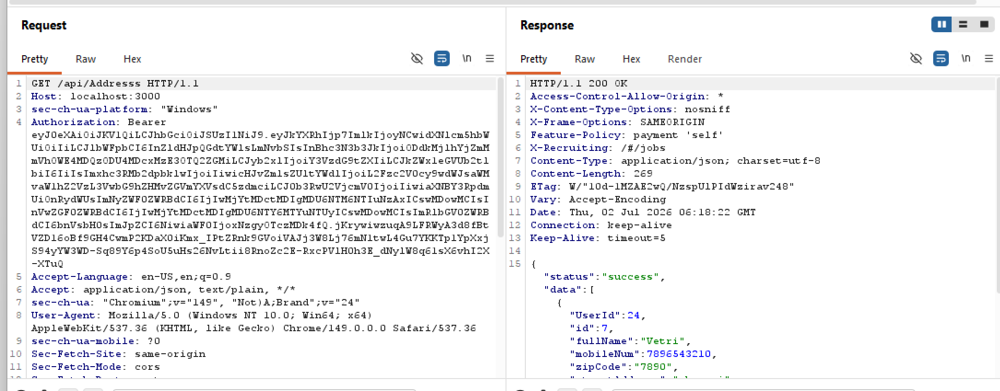 Request
Pretty Raw Hex \n
1 GET /api/Addresss HTTP/1.1
2 Host: localhost:3000
3 sec-ch-ua-platform: "Windows"
4 Authorization: Bearer
eyJ0eXAiOiJKV1QiLCJhbGciOiJSUzI1NiJ9.eyJkYXRhIjp7ImlkIjoyNCwidXNlcm5hbW
UiOiIiLCJlbWFpbCI6InZldHJpQGdtYWlsLmNvbSIsInBhc3N3b3JkIjoiODdkMjlhYjZmM
mVhOWE4MDQzODU4MDcxMzE3OTQ2ZGMiLCJyb2xlIjoiY3VzdG9tZXIiLCJkZWx1eGVUb2tl
biI6IiIsImxhc3RMb2dpbklwIjoiIiwicHJvZmlsZUltYWdlIjoiL2Fzc2V0cy9wdWJsaWM
vaW1hZ2VzL3VwbG9hZHMvZGVmYXVsdC5zdmciLCJ0b3RwU2VjcmV0IjoiIiwiaXNBY3Rpdm
UiOnRydWUsImNyZWF0ZWRBdCI6IjIwMjYtMDctMDIgMDU6NTM6NTIuNzAxICswMDowMCIsI
nVwZGF0ZWRBdCI6IjIwMjYtMDctMDIgMDU6NTY6MTYuNTUyICswMDowMCIsImRlbGV0ZWRB
dCI6bnVsbH0sImJpZCI6NiwiaWF0IjoxNzgyOTczMDk4fQ.jKrywiwzuqA9LFRWyA3d8fBt
VZD16oBf9GH4CwmP2KDaXOiKmx_IPtZRnk9GVoiVAJj3W8Lj76mN1twL4Gu7YKKTp1YpXxj
S94yYW3WD-Sq89Y6p4SoU5uHs26NvLtii8RnoZc2E-RxcPV1HOh3E_dNylW8q61sX6vhI2X
-XTuQ
5 Accept-Language: en-US,en;q=0.9
6 Accept: application/json, text/plain, */*
7 sec-ch-ua: "Chromium";v="149", "Not)A;Brand";v="24"
8 User-Agent: Mozilla/5.0 (Windows NT 10.0; Win64; x64)
AppleWebKit/537.36 (KHTML, like Gecko) Chrome/149.0.0.0 Safari/537.36
9 sec-ch-ua-mobile: ?0
10 Sec-Fetch-Site: same-origin
11 Sec-Fetch-Mode: cors
Response
Pretty Raw Hex Render \n
1 HTTP/1.1 200 OK
2 Access-Control-Allow-Origin: *
3 X-Content-Type-Options: nosniff
4 X-Frame-Options: SAMEORIGIN
5 Feature-Policy: payment 'self'
6 X-Recruiting: /#/jobs
7 Content-Type: application/json; charset=utf-8
8 Content-Length: 269
9 ETag: W/"10d-1MZAE2wQ/NzspU1PIdWzirav248"
10 Vary: Accept-Encoding
11 Date: Thu, 02 Jul 2026 06:18:22 GMT
12 Connection: keep-alive
13 Keep-Alive: timeout=5
14
15 {
"status":"success",
"data":[
{
"UserId":24,
"id":7,
"fullName":"Vetri",
"mobileNum":7896543210,
"zipCode":"7890",